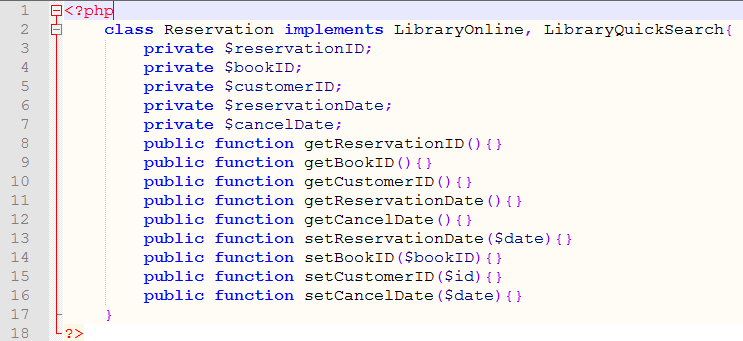 1 <?php
2 class Reservation implements LibraryOnline, LibraryQuickSearch{
3 private $reservationID;
4 private $bookID;
5 private $customerID;
6 private $reservationDate;
7 private $cancelDate;
8 public function getReservationID(){}
9 public function getBookID(){}
10 public function getCustomerID(){}
11 public function getReservationDate(){}
12 public function getCancelDate(){}
13 public function setReservationDate($date){}
14 public function setBookID($bookID){}
15 public function setCustomerID($id){}
16 public function setCancelDate($date){}
17 }
18 ?>